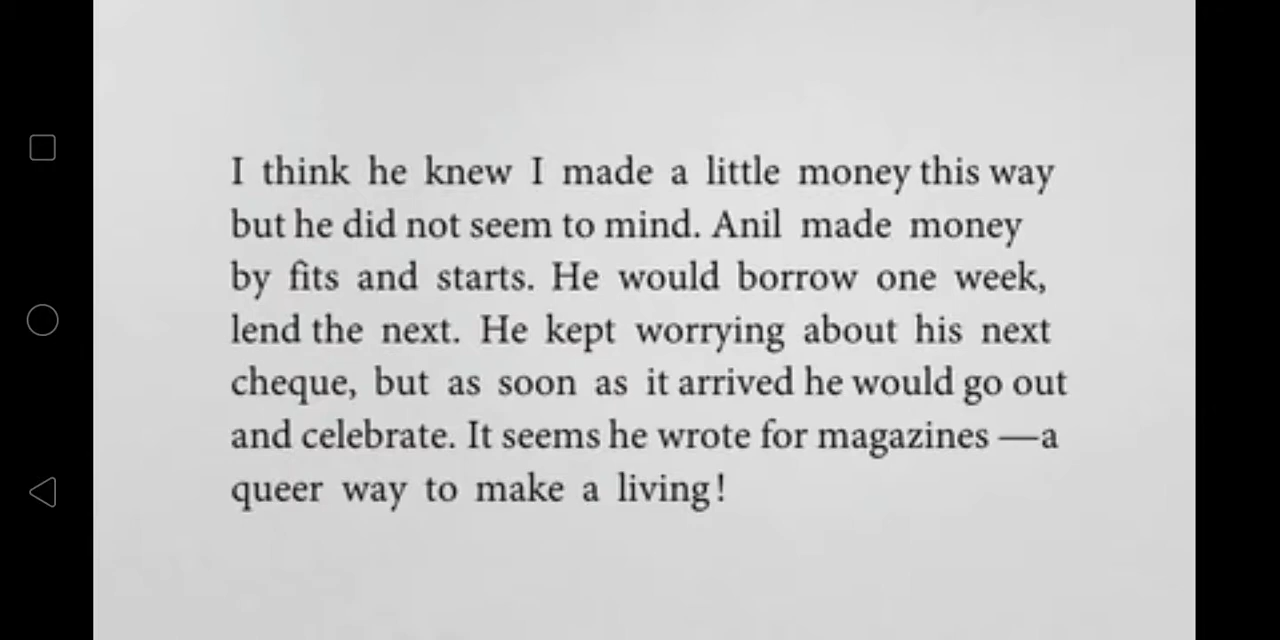 I think he knew I made a little money this way
but he did not seem to mind. Anil made money
by fits and starts. He would borrow one week,
lend the next. He kept worrying about his next
cheque, but as soon as it arrived he would go out
and celebrate. It seems he wrote for magazines —a
queer way to make a living!